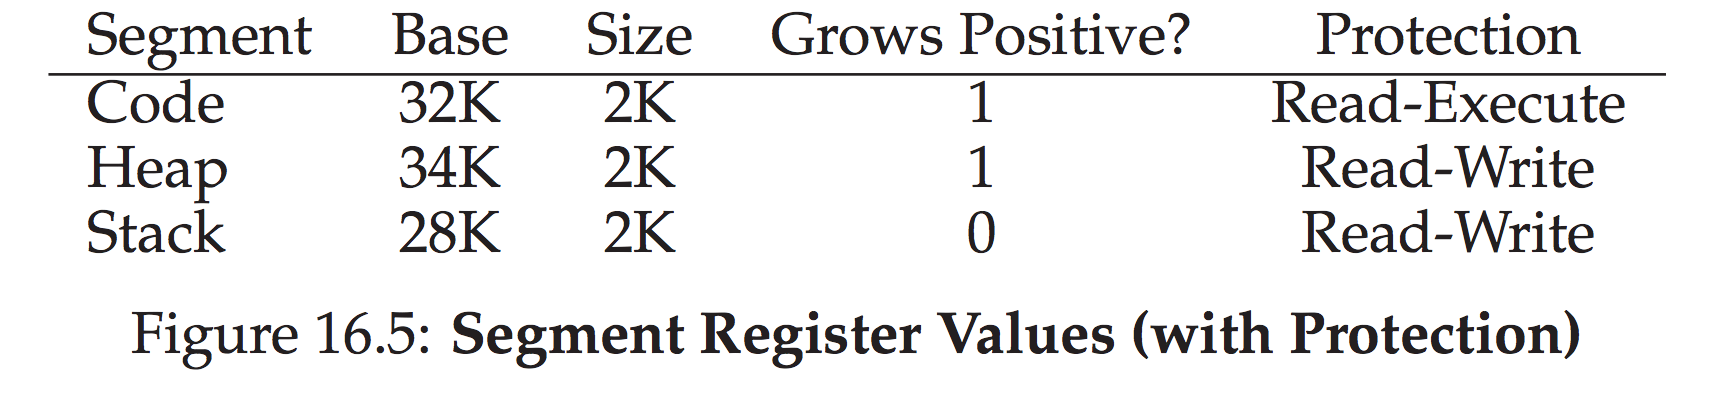 Segment Base Size Grows Positive? Protection
Code 32K 2K 1 Read-Execute
Heap 34K 2K 1 Read-Write
Stack 28K 2K 0 Read-Write
Figure 16.5: Segment Register Values (with Protection)